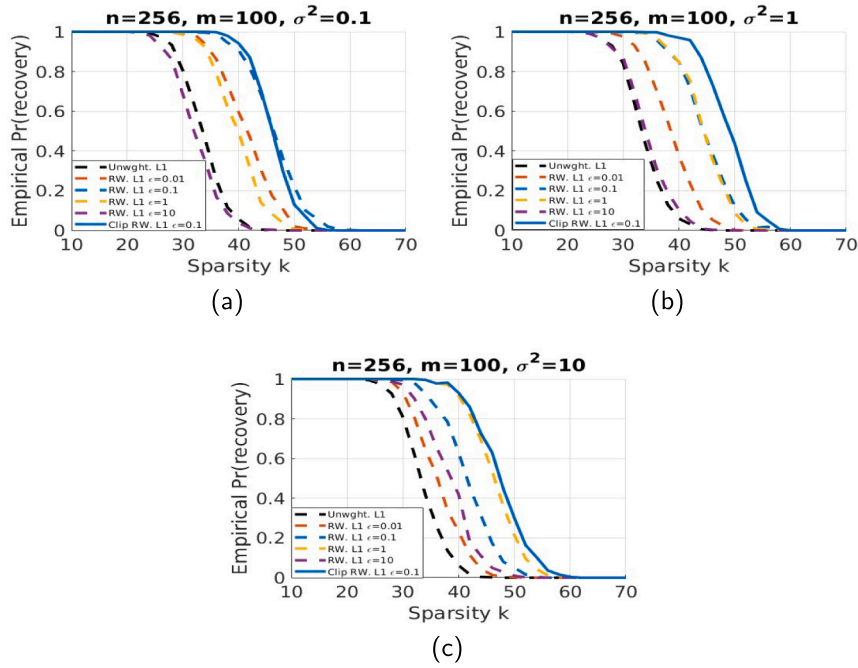 n=256, m=100, σ²=0.1
Empirical Pr(recovery)
1
0.8
0.6
0.4
0.2
0
Unwght. L1
RW. L1 ϵ=0.01
RW. L1 ϵ=0.1
RW. L1 ϵ=1
RW. L1 ϵ=10
Clip RW. L1 ϵ=0.1
10 20 30 40 50 60 70
Sparsity k
(a)
n=256, m=100, σ²=1
Empirical Pr(recovery)
1
0.8
0.6
0.4
0.2
0
Unwght. L1
RW. L1 ϵ=0.01
RW. L1 ϵ=0.1
RW. L1 ϵ=1
RW. L1 ϵ=10
Clip RW. L1 ϵ=0.1
10 20 30 40 50 60 70
Sparsity k
(b)
n=256, m=100, σ²=10
Empirical Pr(recovery)
1
0.8
0.6
0.4
0.2
0
Unwght. L1
RW. L1 ϵ=0.01
RW. L1 ϵ=0.1
RW. L1 ϵ=1
RW. L1 ϵ=10
Clip RW. L1 ϵ=0.1
10 20 30 40 50 60 70
Sparsity k
(c)